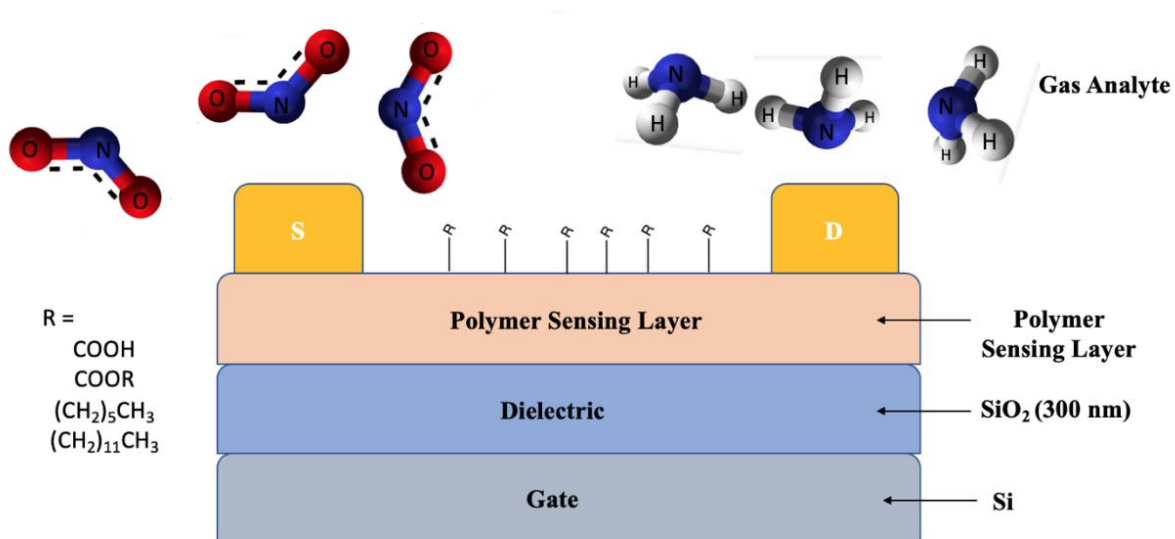 O
O
N
O
N
O
N
O
H
N
H
H
H
H
N
H
H
N
H
H
Gas Analyte
S
R
R
R
R
R
R
D
R =
COOH
COOR
(CH₂)₅CH₃
(CH₂)₁₁CH₃
Polymer Sensing Layer
Polymer
Sensing Layer
Dielectric
SiO₂ (300 nm)
Gate
Si